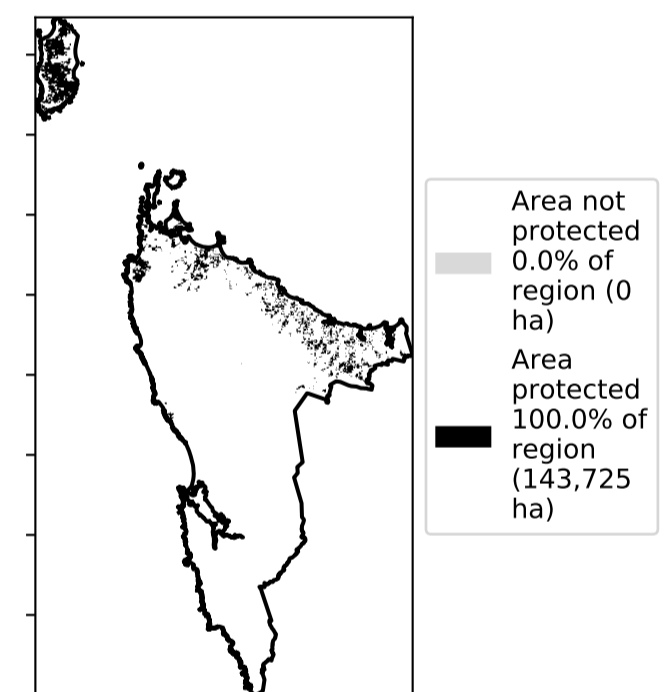 Area not
protected
0.0% of
region (0
ha)
Area
protected
100.0% of
region
(143,725
ha)